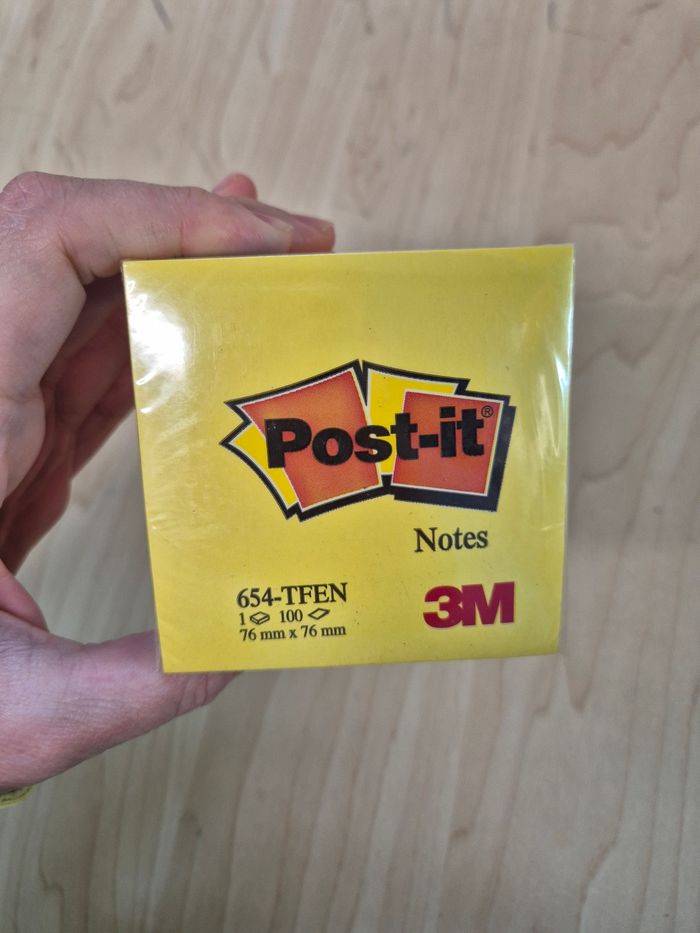 Post-it®
Notes
654-TFEN
1 100
76 mm x 76 mm
3M